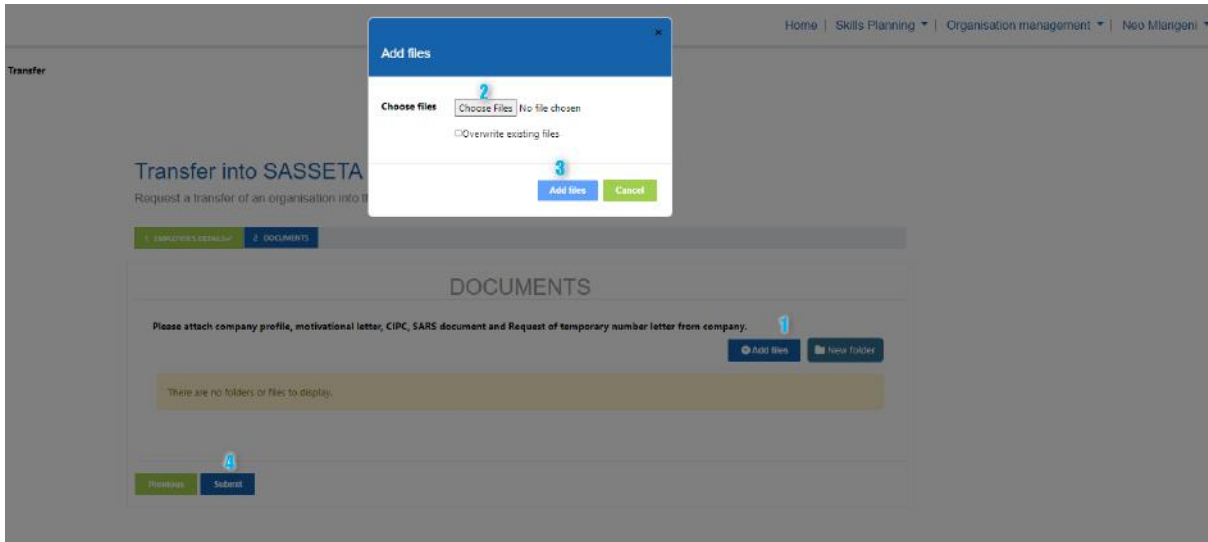 Home | Skills Planning | Organisation management | Neo Mlangeni
Transfer
Add files
2
Choose files Choose Files No file chosen
Overwrite existing files
3
Add files Cancel
Transfer into SASSETA
Request a transfer of an organisation into
1 EMPLOYER'S DETAILS 2 DOCUMENTS
DOCUMENTS
Please attach company profile, motivational letter, CIPC, SARS document and Request of temporary number letter from company.
1
Add files New folder
There are no folders or files to display.
4
Previous Submit